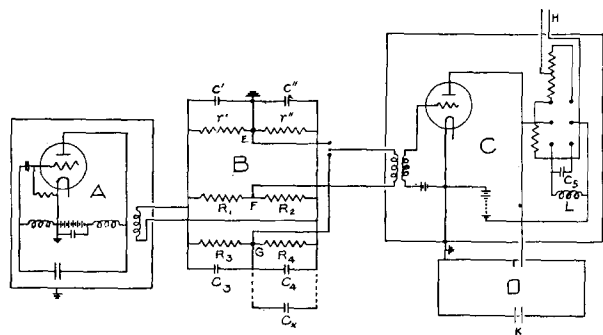 H
C' C''
r' r''
E
B
C
A
R₁ F R₂
C₅
L
R₃ G R₄
C₃ C₄
Cₓ
D
K